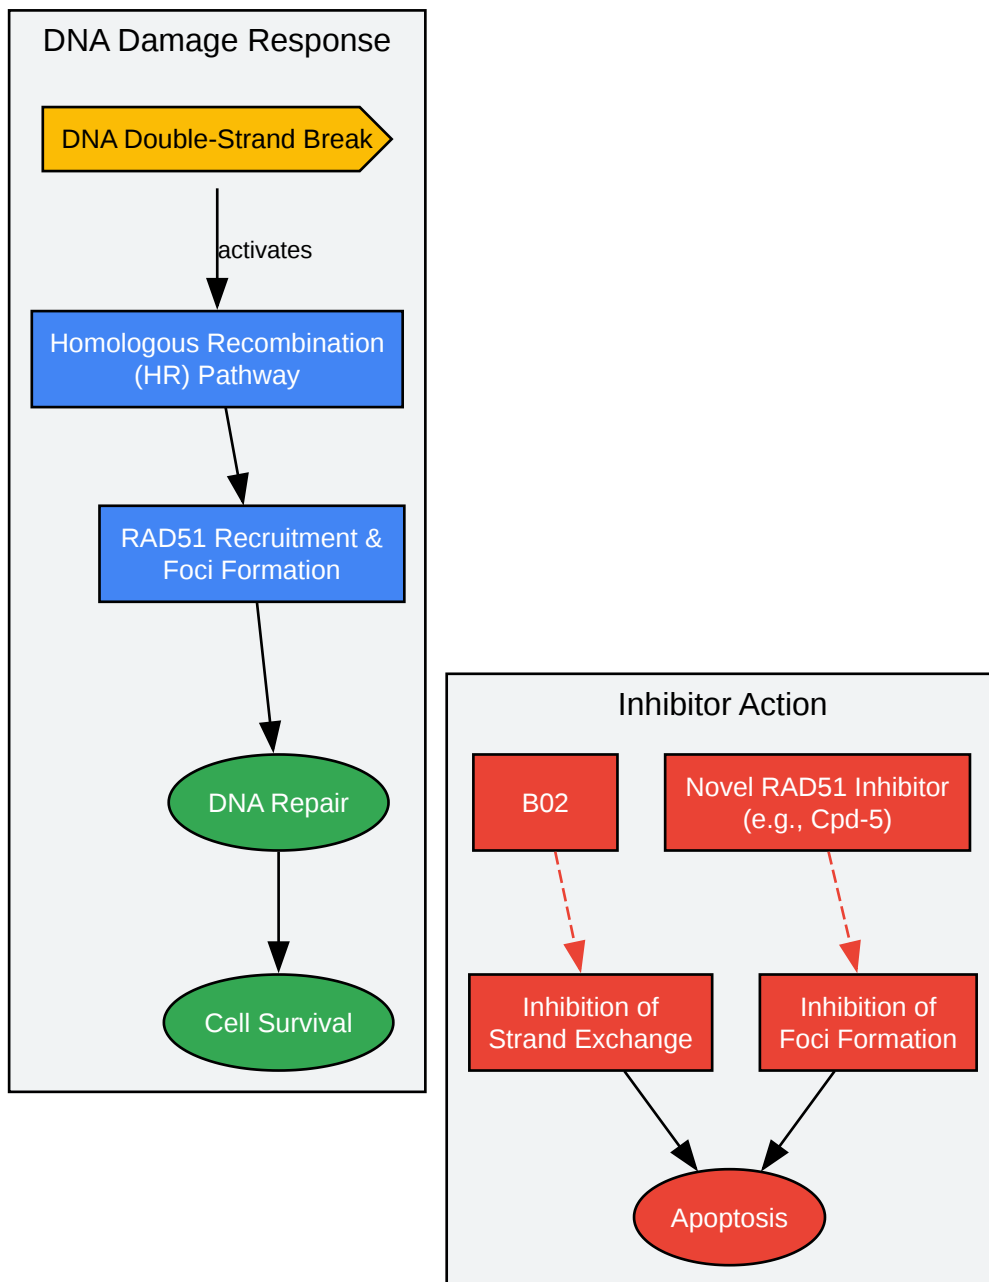 DNA Damage Response
DNA Double-Strand Break
activates
Homologous Recombination
(HR) Pathway
RAD51 Recruitment &
Foci Formation
DNA Repair
Cell Survival
Inhibitor Action
B02
Novel RAD51 Inhibitor
(e.g., Cpd-5)
Inhibition of
Strand Exchange
Inhibition of
Foci Formation
Apoptosis